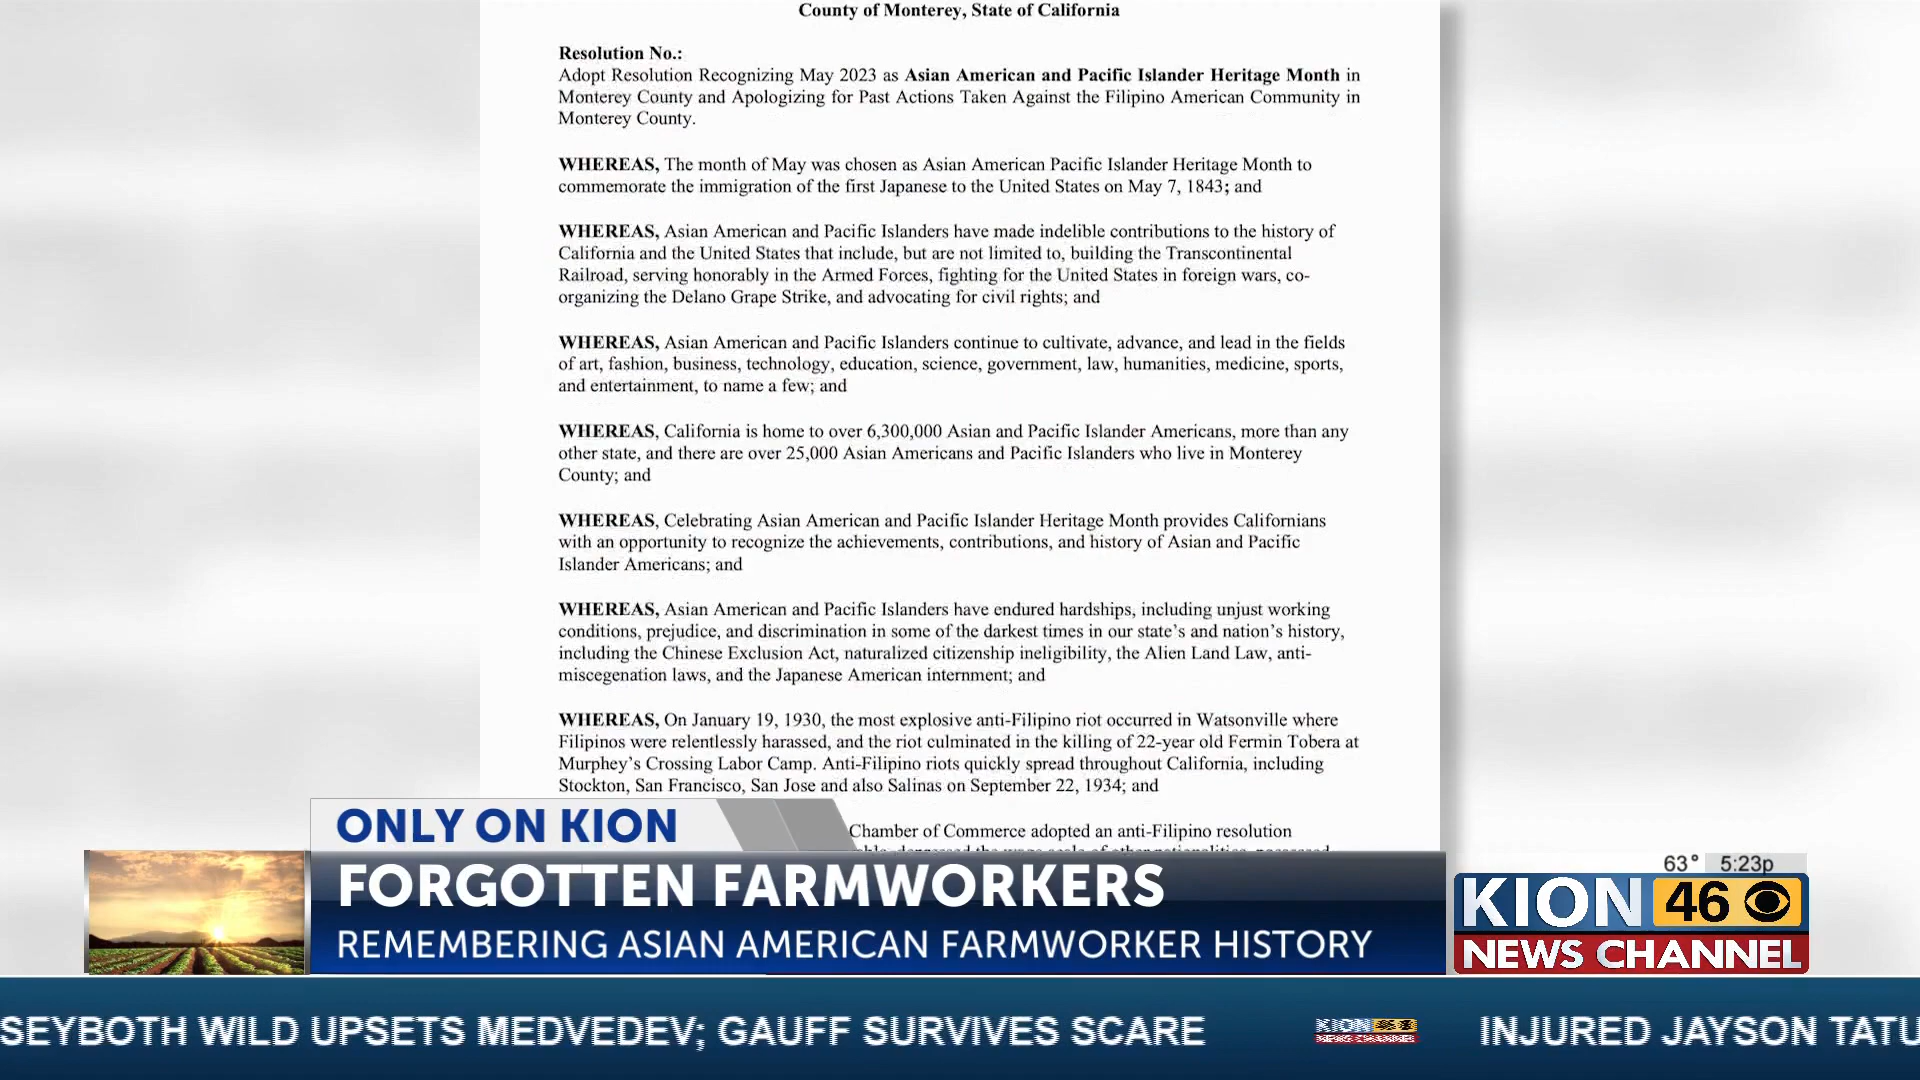 County of Monterey, State of California
Resolution No.:
Adopt Resolution Recognizing May 2023 as Asian American and Pacific Islander Heritage Month in
Monterey County and Apologizing for Past Actions Taken Against the Filipino American Community in
Monterey County.
WHEREAS, The month of May was chosen as Asian American Pacific Islander Heritage Month to
commemorate the immigration of the first Japanese to the United States on May 7, 1843; and
WHEREAS, Asian American and Pacific Islanders have made indelible contributions to the history of
California and the United States that include, but are not limited to, building the Transcontinental
Railroad, serving honorably in the Armed Forces, fighting for the United States in foreign wars, co-
organizing the Delano Grape Strike, and advocating for civil rights; and
WHEREAS, Asian American and Pacific Islanders continue to cultivate, advance, and lead in the fields
of art, fashion, business, technology, education, science, government, law, humanities, medicine, sports,
and entertainment, to name a few; and
WHEREAS, California is home to over 6,300,000 Asian and Pacific Islander Americans, more than any
other state, and there are over 25,000 Asian Americans and Pacific Islanders who live in Monterey
County; and
WHEREAS, Celebrating Asian American and Pacific Islander Heritage Month provides Californians
with an opportunity to recognize the achievements, contributions, and history of Asian and Pacific
Islander Americans; and
WHEREAS, Asian American and Pacific Islanders have endured hardships, including unjust working
conditions, prejudice, and discrimination in some of the darkest times in our state's and nation's history,
including the Chinese Exclusion Act, naturalized citizenship ineligibility, the Alien Land Law, anti-
miscegenation laws, and the Japanese American internment; and
WHEREAS, On January 19, 1930, the most explosive anti-Filipino riot occurred in Watsonville where
Filipinos were relentlessly harassed, and the riot culminated in the killing of 22-year old Fermin Tobera at
Murphey's Crossing Labor Camp. Anti-Filipino riots quickly spread throughout California, including
Stockton, San Francisco, San Jose and also Salinas on September 22, 1934; and
Chamber of Commerce adopted an anti-Filipino resolution
ONLY ON KION
FORGOTTEN FARMWORKERS
REMEMBERING ASIAN AMERICAN FARMWORKER HISTORY
63° 5:23p
KION 46
NEWS CHANNEL
SEYBOTH WILD UPSETS MEDVEDEV; GAUFF SURVIVES SCARE
KION 46
NEWS CHANNEL
INJURED JAYSON TATU